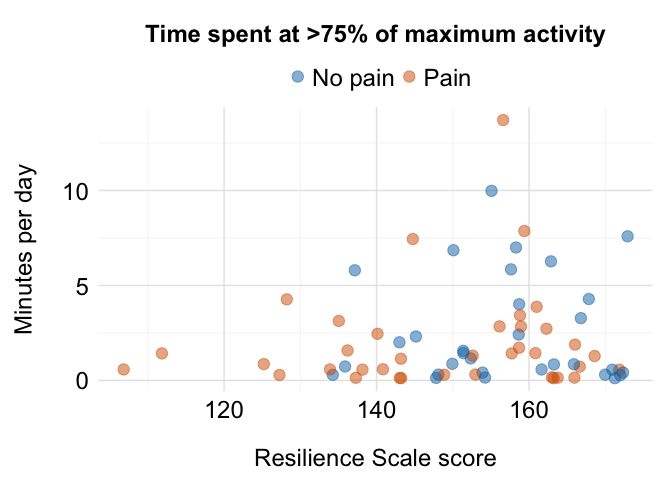 Time spent at >75% of maximum activity
No pain Pain
Minutes per day
10
5
0
120 140 160
Resilience Scale score